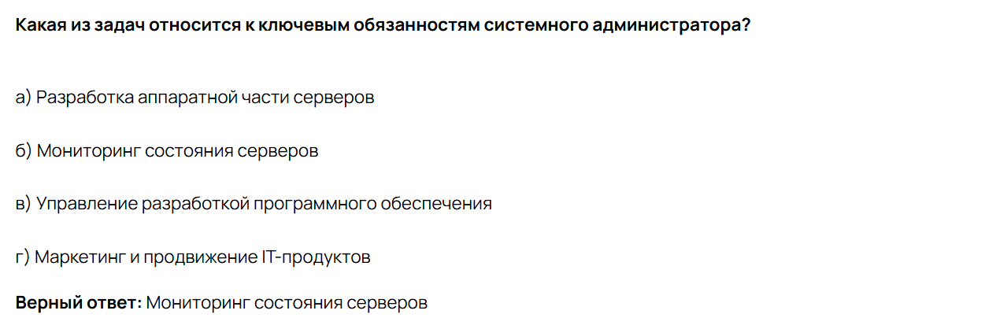 Какая из задач относится к ключевым обязанностям системного администратора?
а) Разработка аппаратной части серверов
б) Мониторинг состояния серверов
в) Управление разработкой программного обеспечения
г) Маркетинг и продвижение IT-продуктов
Верный ответ: Мониторинг состояния серверов